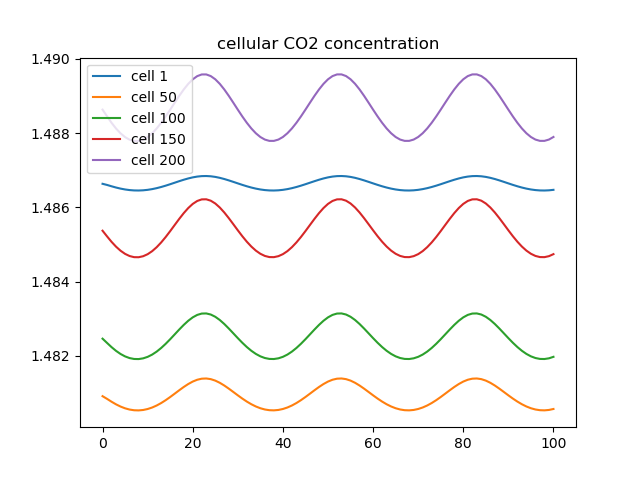 cellular CO2 concentration
1.490
1.488
1.486
1.484
1.482
cell 1
cell 50
cell 100
cell 150
cell 200
0 20 40 60 80 100